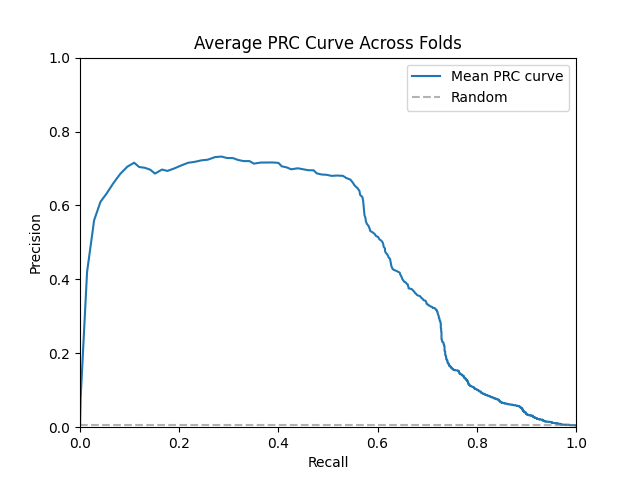 Average PRC Curve Across Folds
Mean PRC curve
Random
Precision
1.0
0.8
0.6
0.4
0.2
0.0
0.0 0.2 0.4 0.6 0.8 1.0
Recall